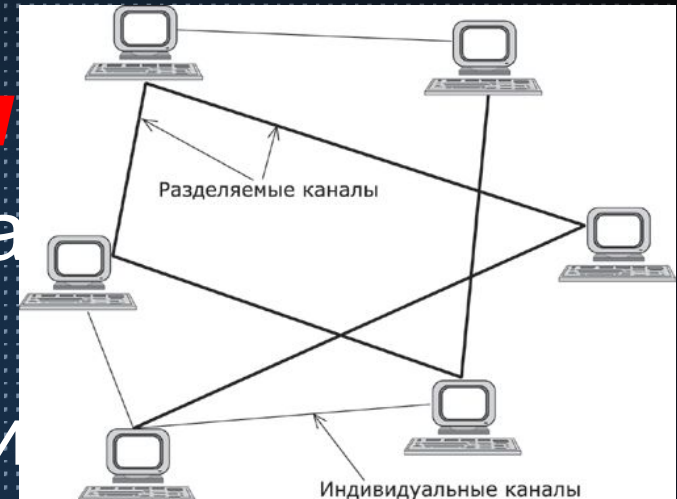 а
Разделяемые каналы
и
Индивидуальные каналы